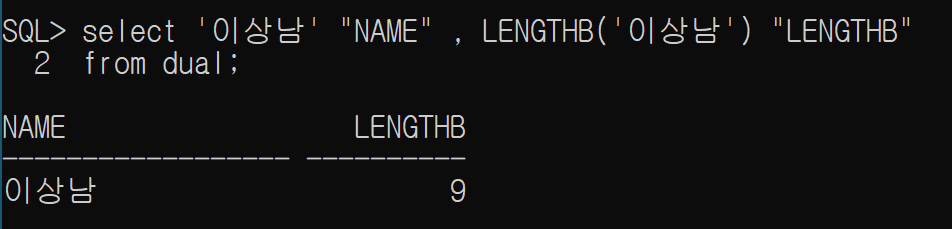 SQL> select '이상남' "NAME" , LENGTHB('이상남') "LENGTHB"
2 from dual;
NAME LENGTHB
------------------ ----------
이상남 9